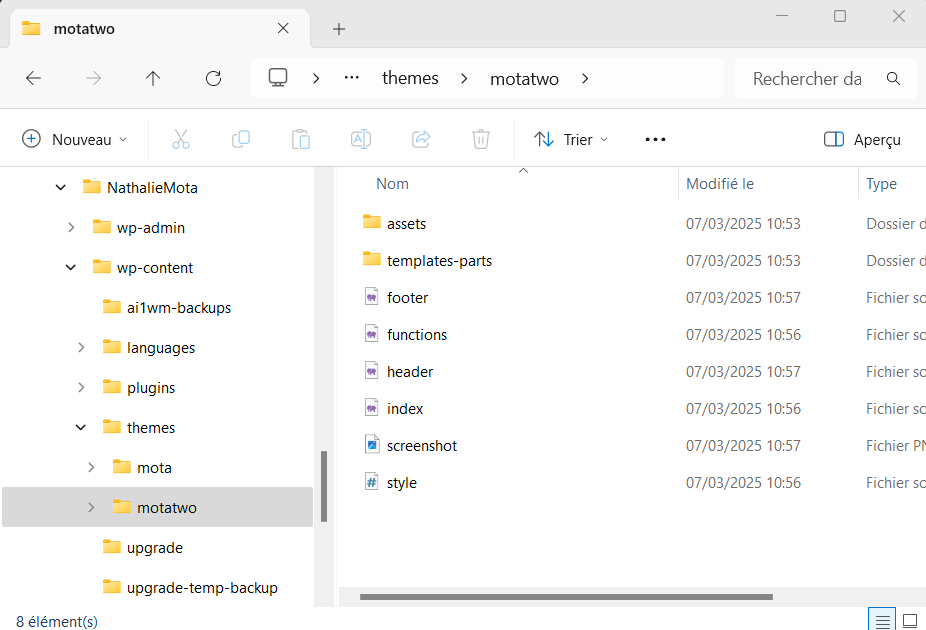 motatwo
themes motatwo Rechercher da
Nouveau Trier Aperçu
NathalieMota
wp-admin
wp-content
ai1wm-backups
languages
plugins
themes
mota
motatwo
upgrade
upgrade-temp-backup
Nom Modifié le Type
assets 07/03/2025 10:53 Dossier d
templates-parts 07/03/2025 10:53 Dossier d
footer 07/03/2025 10:57 Fichier so
functions 07/03/2025 10:56 Fichier so
header 07/03/2025 10:57 Fichier so
index 07/03/2025 10:56 Fichier so
screenshot 07/03/2025 10:57 Fichier PN
style 07/03/2025 10:56 Fichier so
8 élément(s)